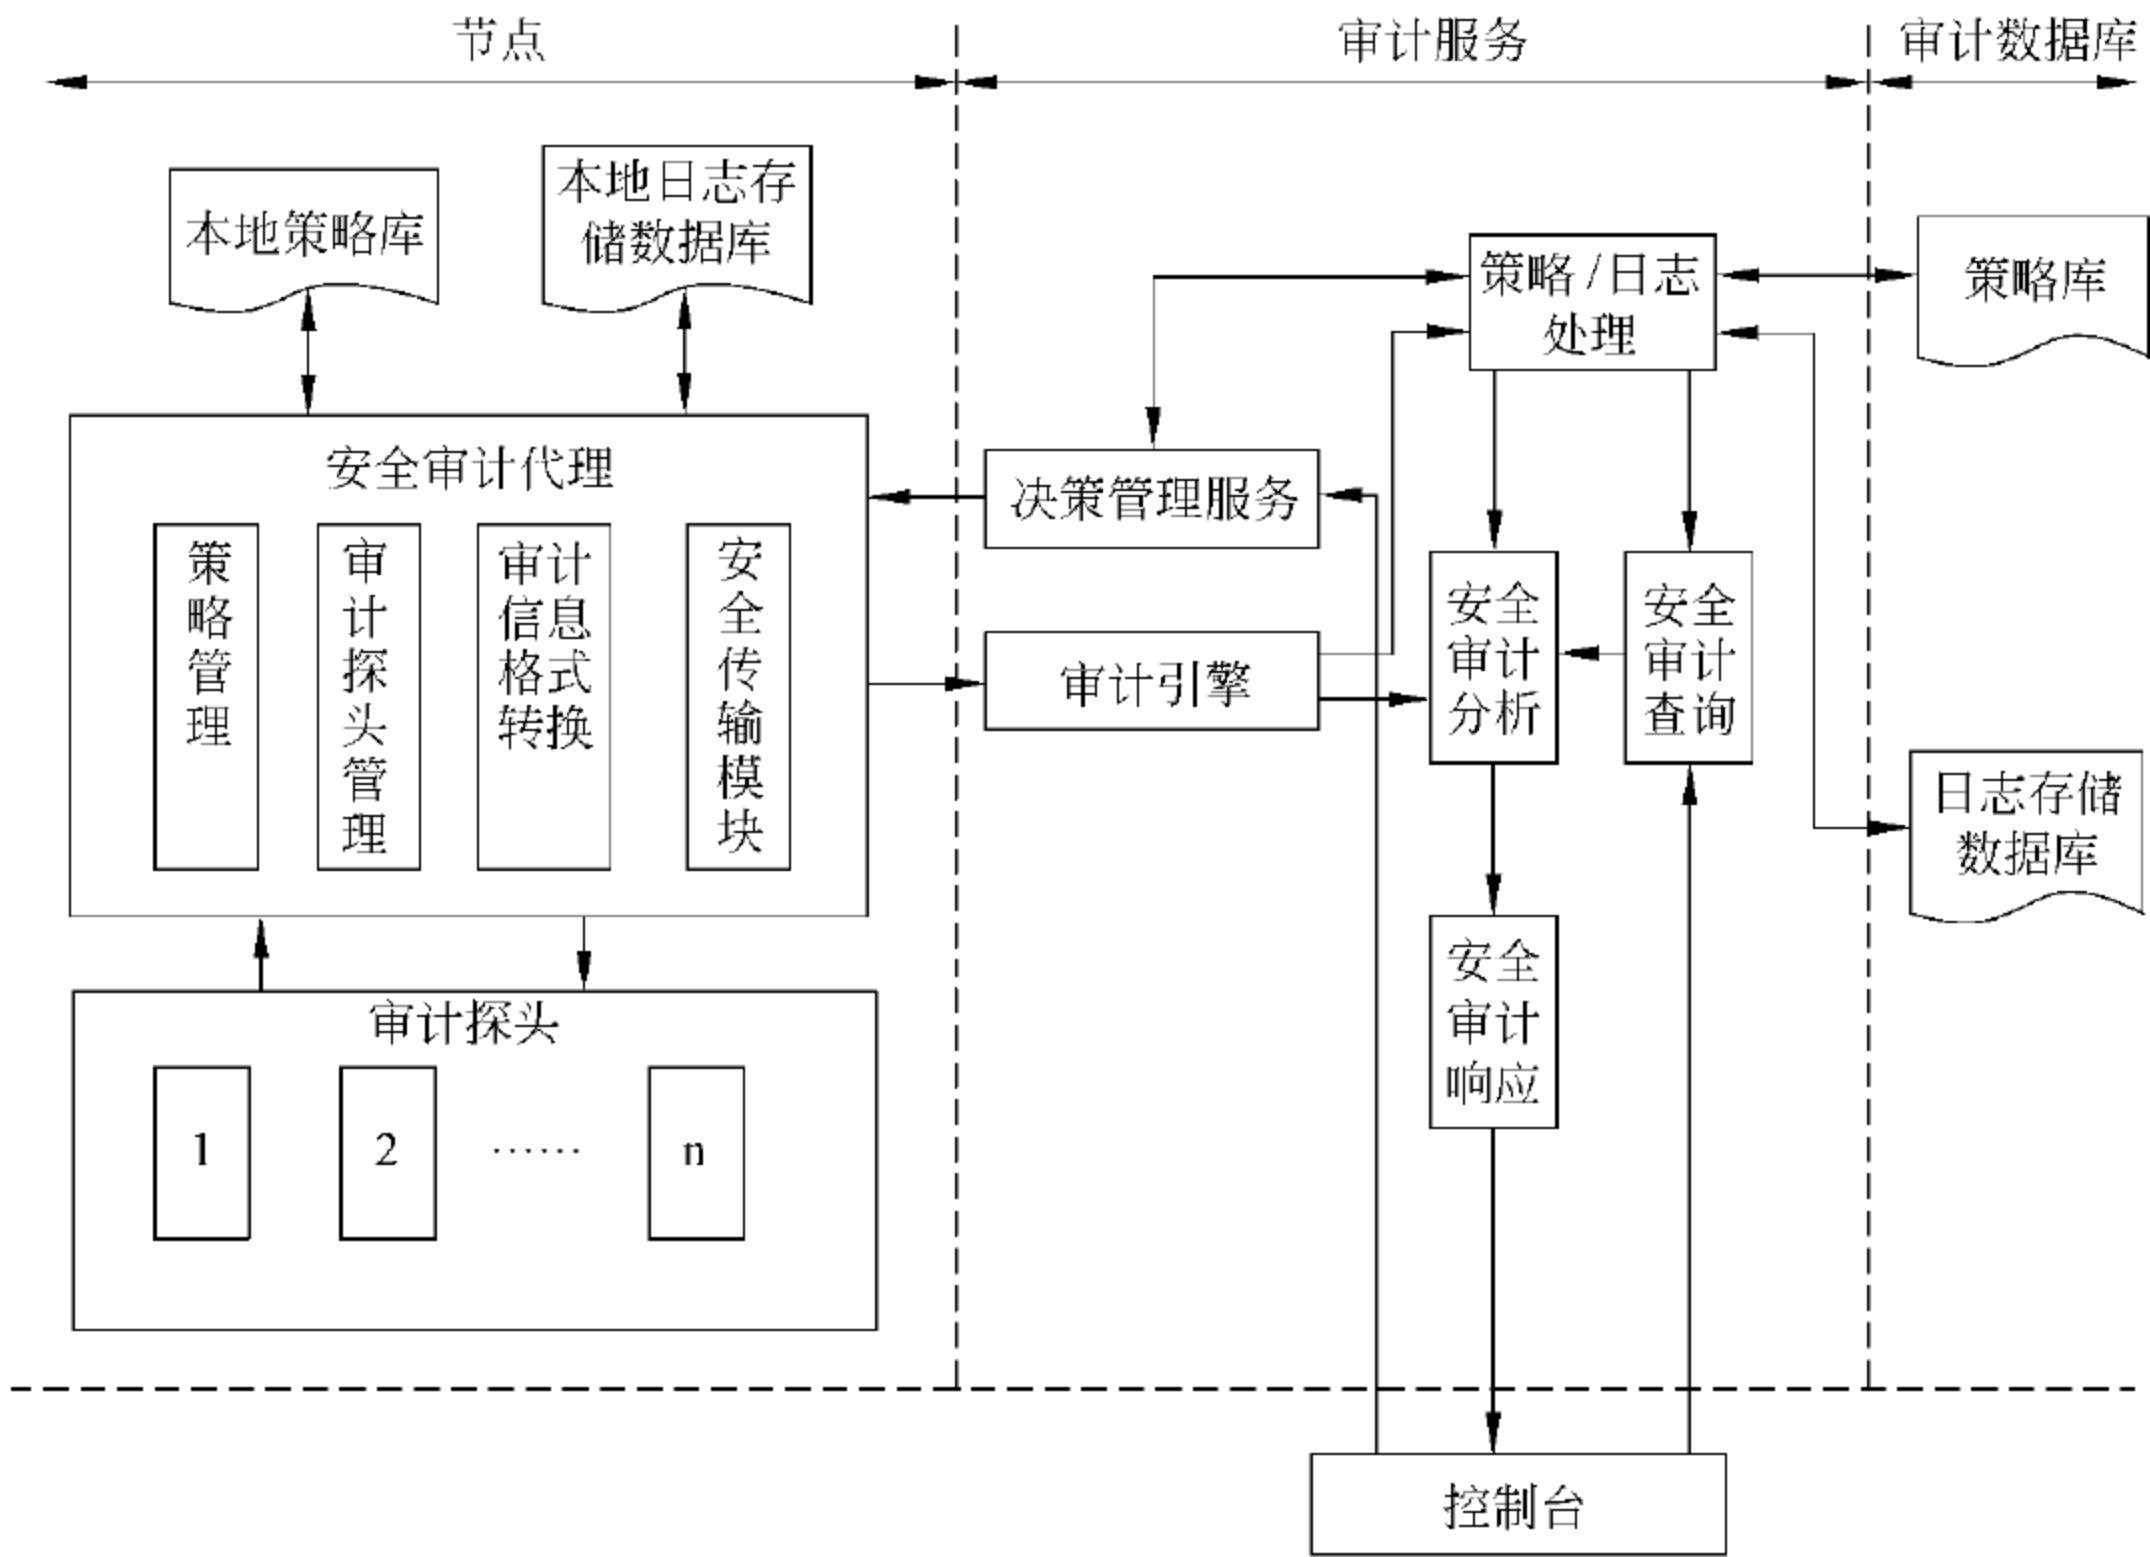 节点
审计服务
审计数据库
本地策略库
本地日志存
储数据库
策略/日志
处理
策略库
安全审计代理
策略管理
审计探头管理
审计
信息
格式
转换
安全传输模块
决策管理服务
审计引擎
安全
审计
分析
安全
审计
查询
日志存储
数据库
安全
审计
响应
审计探头
1
2
……
n
控制台